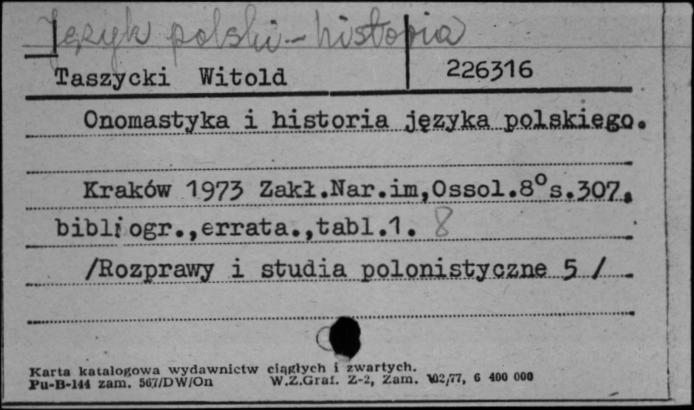 Język polski – historia
Taszycki Witold 226316
Onomastyka i historia języka polskiego.
Kraków 1973 Zakł.Nar.im,Ossol.8°s.307,
bibliogr.,errata.,tabl.1. 8
/Rozprawy i studia polonistyczne 5 /
Karta katalogowa wydawnictw ciągłych i zwartych.
Pu-B-144 zam. 567/DW/On W.Z.Graf. Z-2, Zam. 102/77, 6 400 000